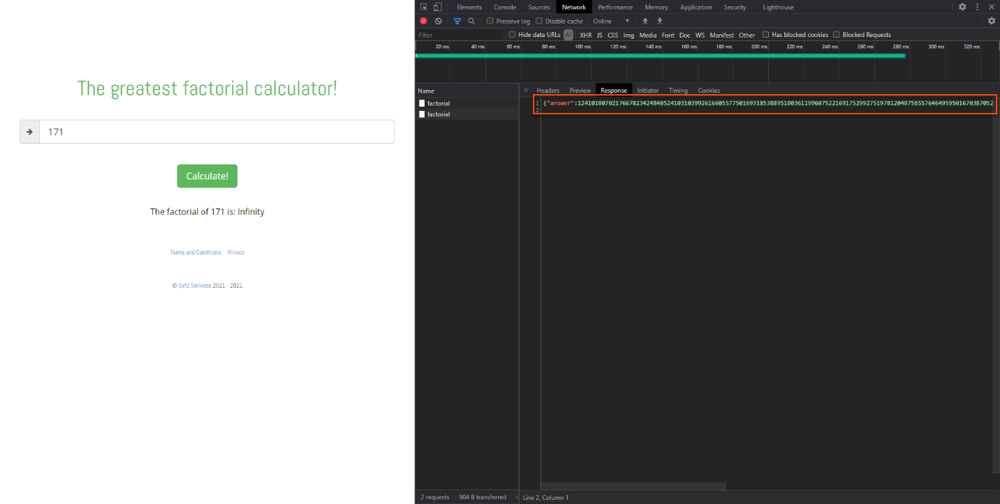 The greatest factorial calculator!
171
Calculate!
The factorial of 171 is: Infinity
Terms and Conditions Privacy
© Qxf2 Services 2021 - 2021
Elements Console Sources Network Performance Memory Application Security Lighthouse
Preserve log Disable cache Online
Filter Hide data URLs All XHR JS CSS Img Media Font Doc WS Manifest Other Has blocked cookies Blocked Requests
20 ms 40 ms 60 ms 80 ms 100 ms 120 ms 140 ms 160 ms 180 ms 200 ms 220 ms 240 ms 260 ms 280 ms 300 ms 320 ms
Name
factorial
factorial
× Headers Preview Response Initiator Timing Cookies
1 {"answer":124101807021766782342484052410310399261660557750169318538895180361199607522169175299275197812048758557646495950167038705​2
2
2 requests 904 B transferred
Line 2, Column 1